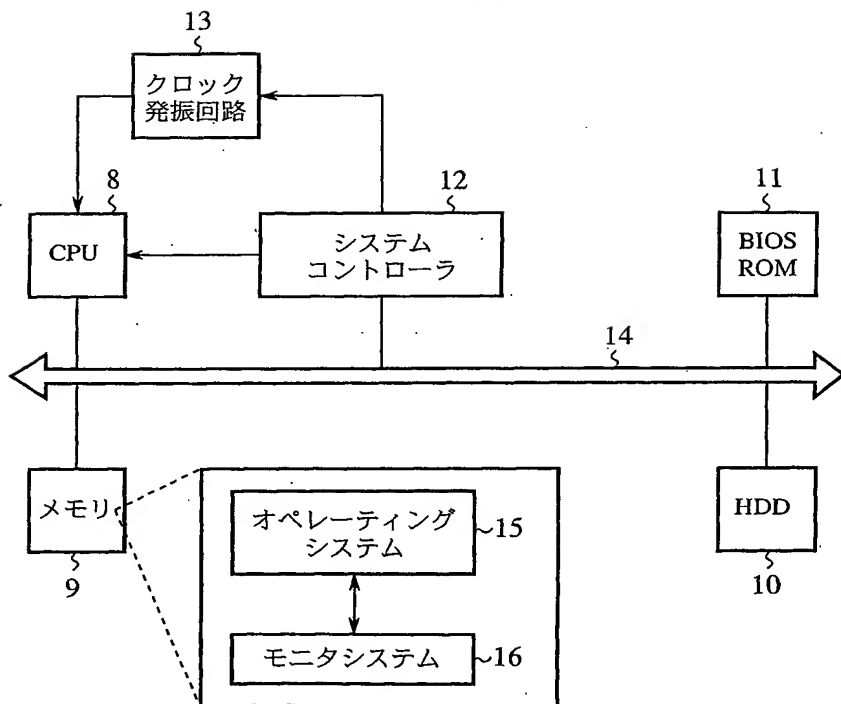 13
クロック
発振回路
8
CPU
12
システム
コントローラ
11
BIOS
ROM
14
メモリ
9
オペレーティング
システム
15
モニタシステム
16
HDD
10